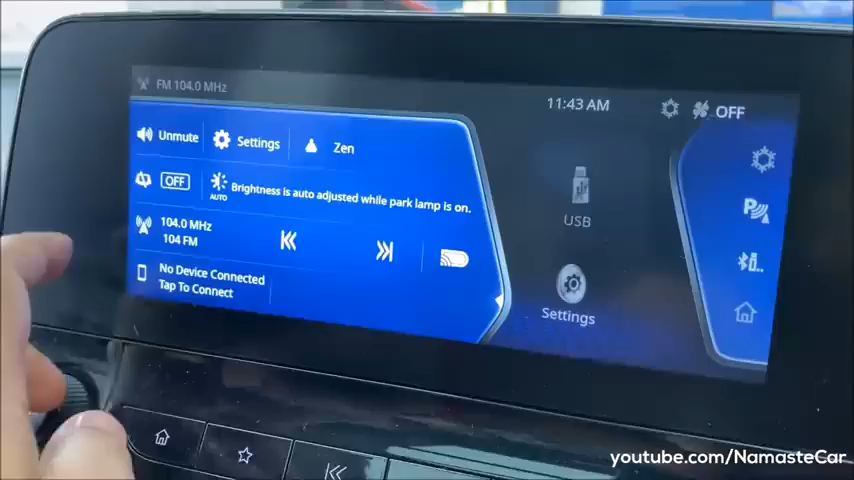 FM 104.0 MHz
11:43 AM
OFF
Unmute
Settings
Zen
OFF
AUTO
Brightness is auto adjusted while park lamp is on.
104.0 MHz
104 FM
No Device Connected
Tap To Connect
USB
Settings
P
youtube.com/NamasteCar